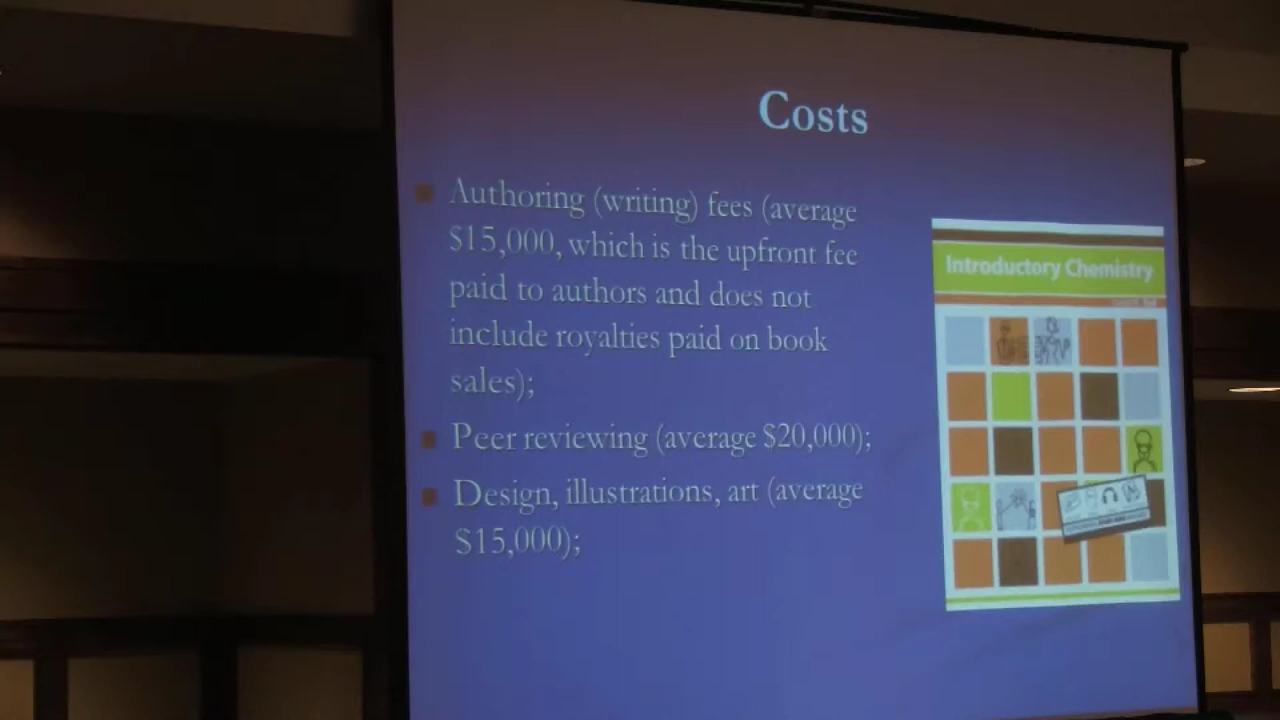 Costs
Authoring (writing) fees (average
$15,000, which is the upfront fee
paid to authors and does not
include royalties paid on book
sales);
Peer reviewing (average $20,000);
Design, illustrations, art (average
$15,000);
Introductory Chemistry